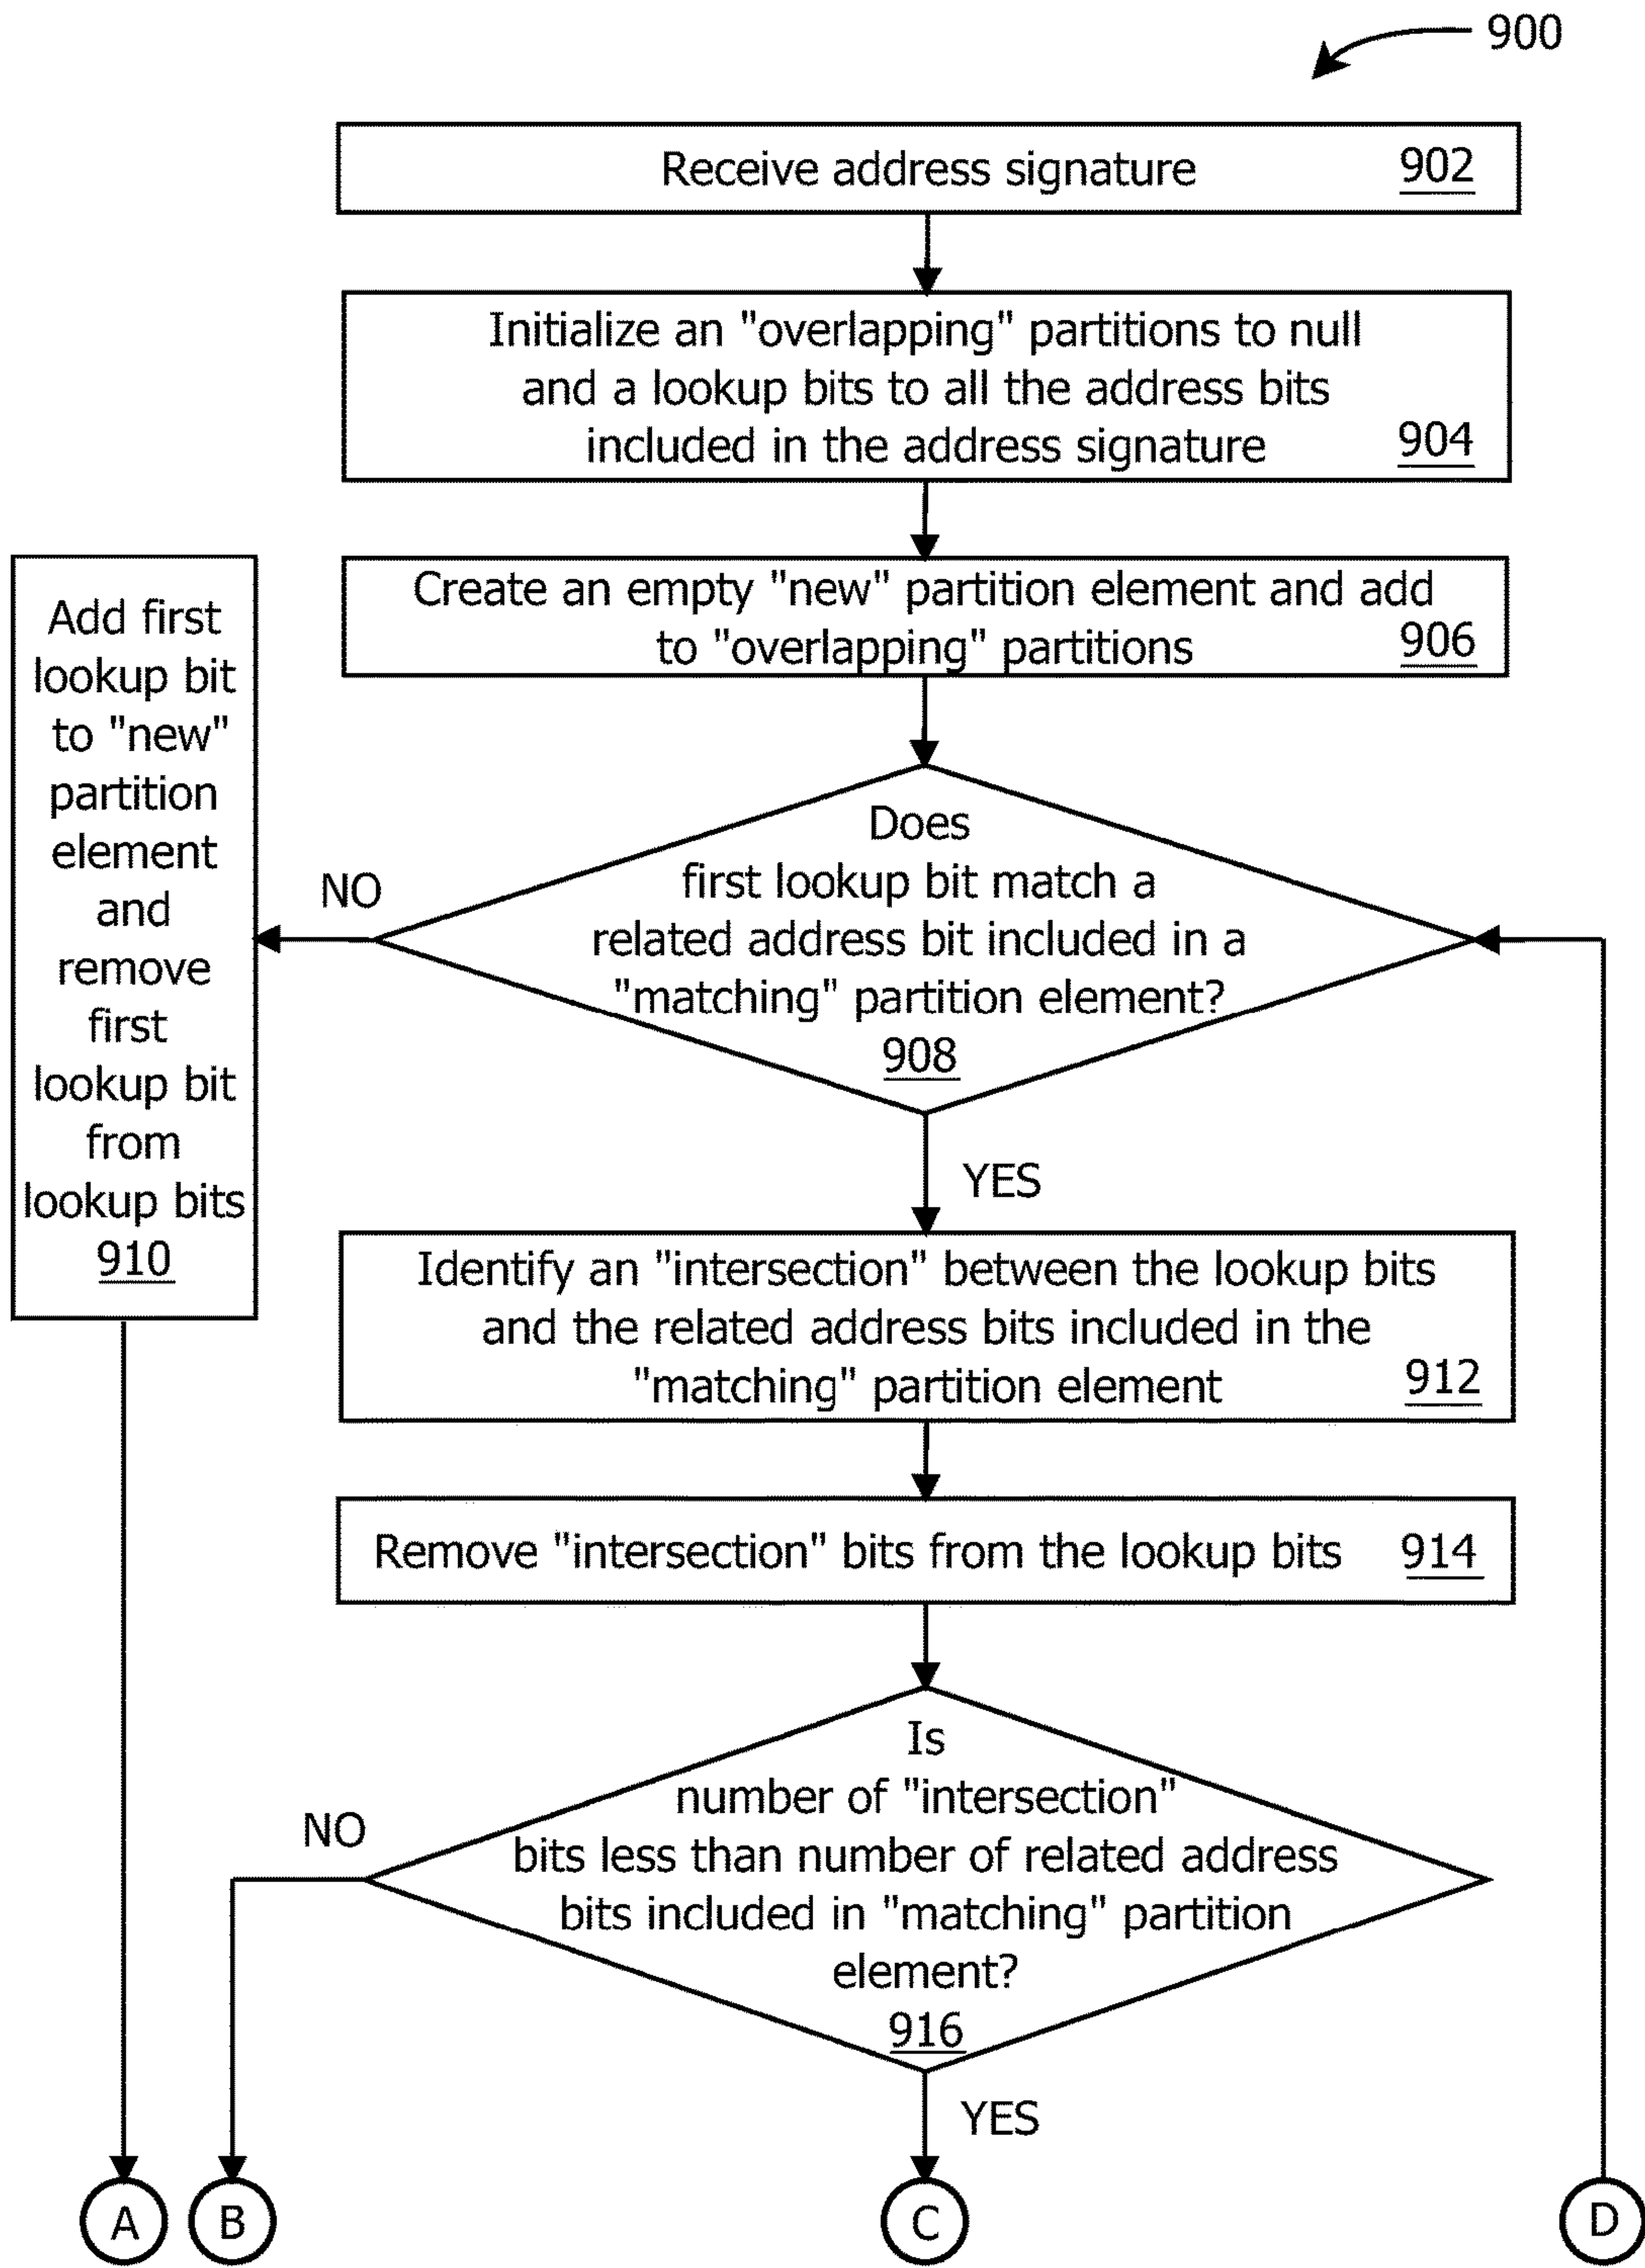 900
Receive address signature 902
Initialize an "overlapping" partitions to null
and a lookup bits to all the address bits
included in the address signature 904
Create an empty "new" partition element and add
to "overlapping" partitions 906
Add first
lookup bit
to "new"
partition
element
and
remove
first
lookup bit
from
lookup bits
910
Does
first lookup bit match a
related address bit included in a
"matching" partition element?
908
NO
YES
Identify an "intersection" between the lookup bits
and the related address bits included in the
"matching" partition element 912
Remove "intersection" bits from the lookup bits 914
Is
number of "intersection"
bits less than number of related address
bits included in "matching" partition
element?
916
NO
YES
A B C D